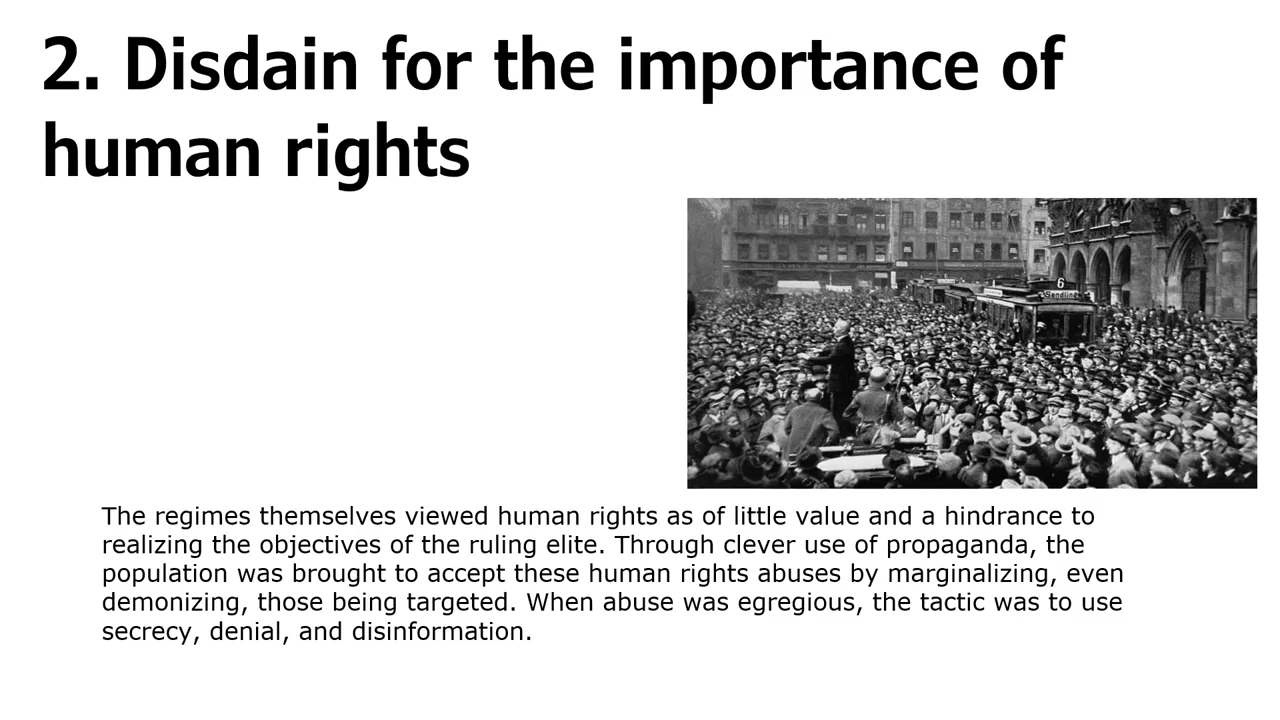 2. Disdain for the importance of
human rights
6
Sendling
The regimes themselves viewed human rights as of little value and a hindrance to
realizing the objectives of the ruling elite. Through clever use of propaganda, the
population was brought to accept these human rights abuses by marginalizing, even
demonizing, those being targeted. When abuse was egregious, the tactic was to use
secrecy, denial, and disinformation.